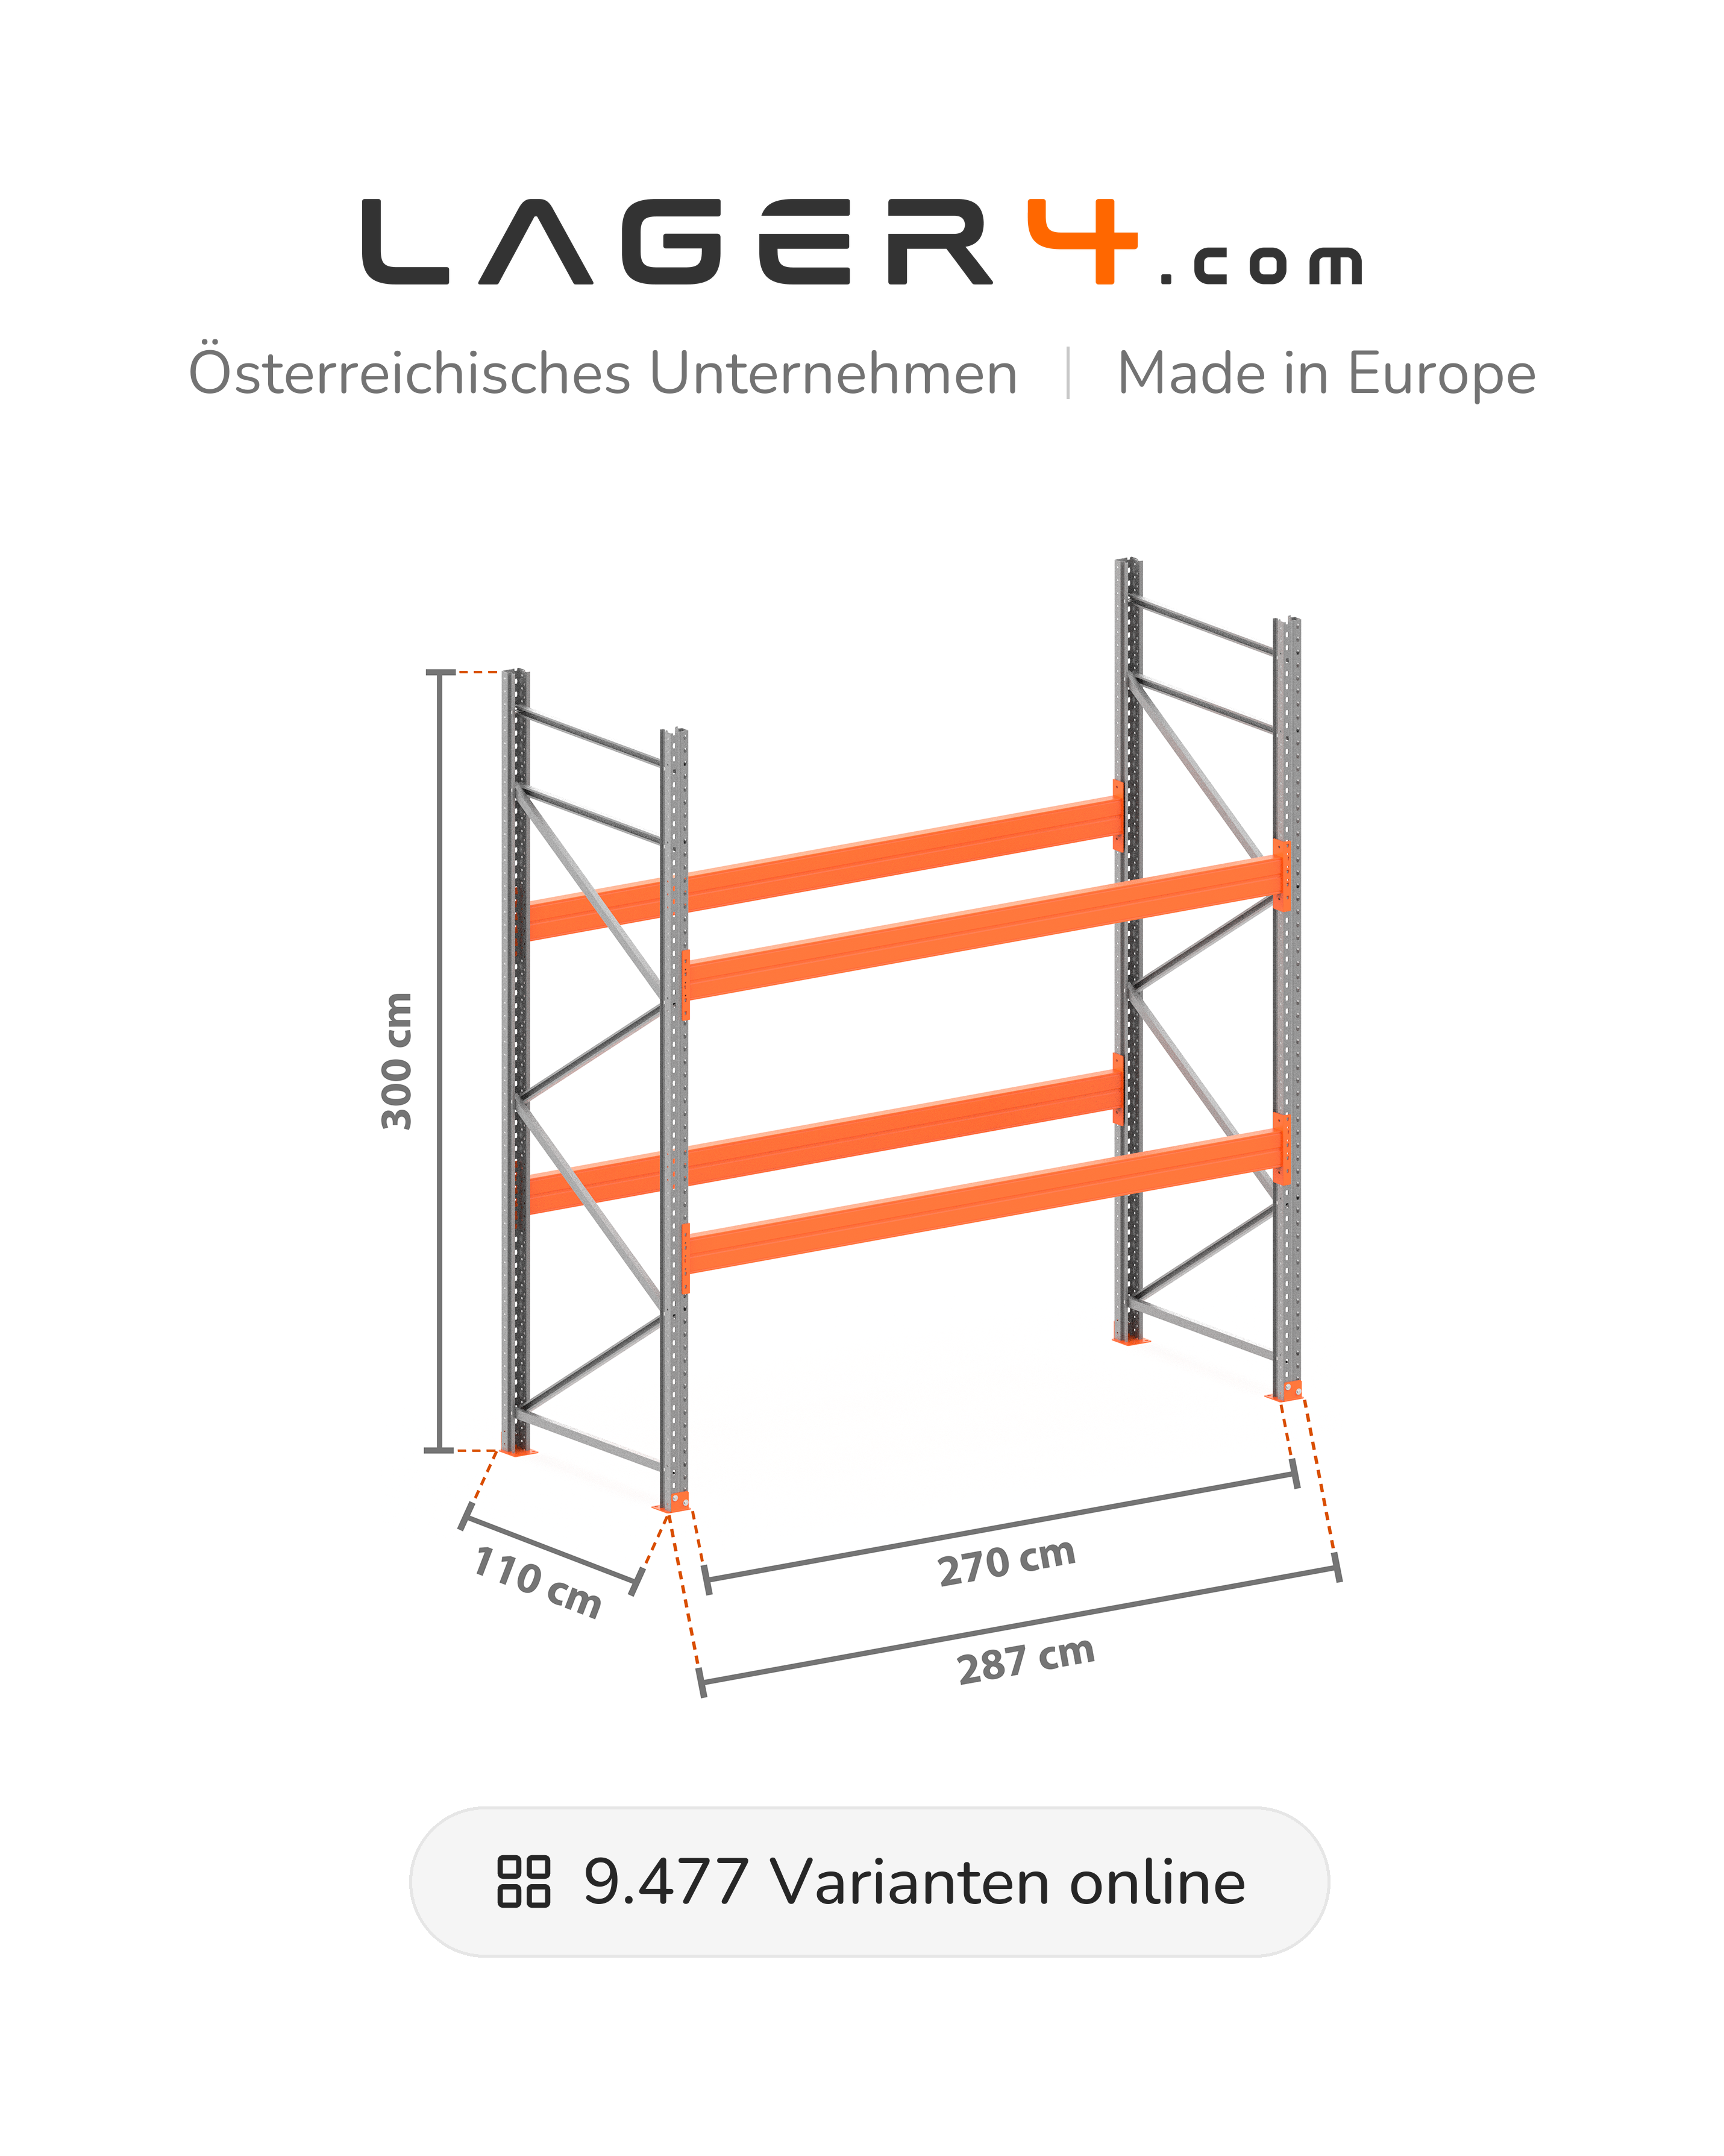 LAGER4.com
Österreichisches Unternehmen | Made in Europe
300 cm
110 cm
270 cm
287 cm
9.477 Varianten online